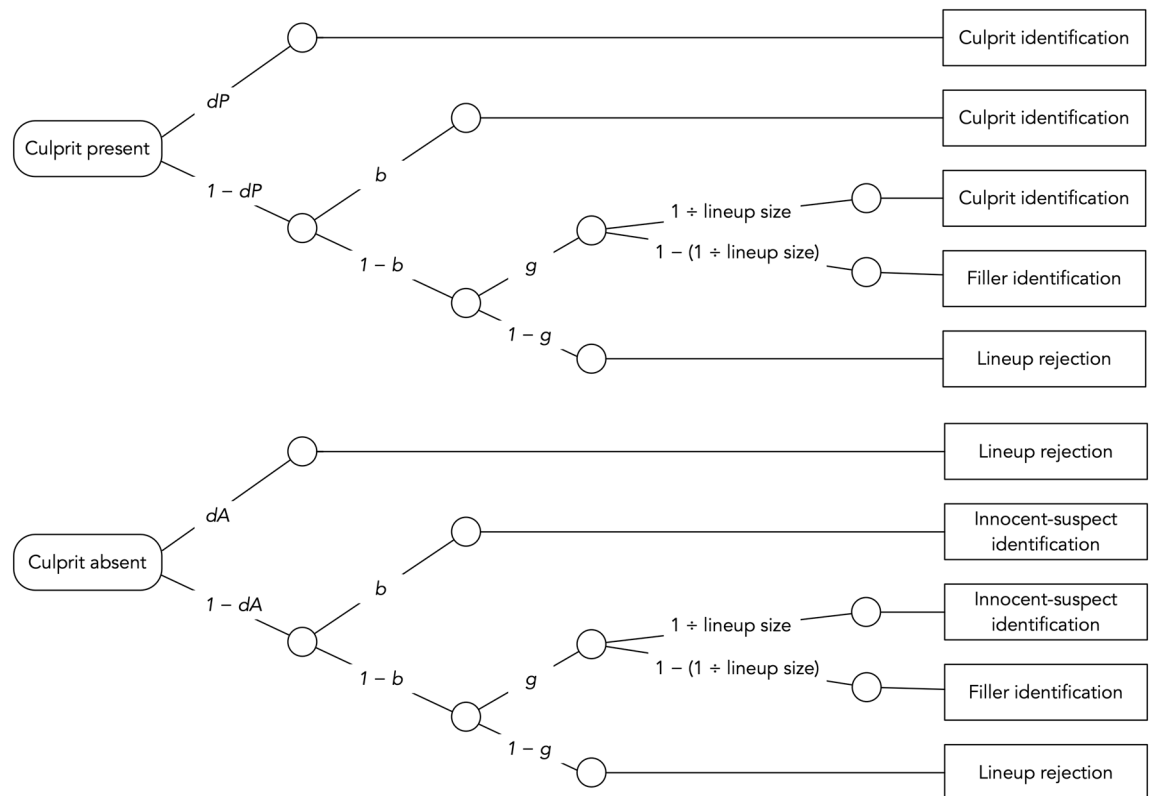 Culprit identification
dP
Culprit identification
Culprit present
b
1 − dP
Culprit identification
1 ÷ lineup size
1 − (1 ÷ lineup size)
1 − b
g
Filler identification
1 − g
Lineup rejection
Lineup rejection
dA
Innocent-suspect
identification
Culprit absent
b
1 − dA
Innocent-suspect
identification
1 ÷ lineup size
1 − (1 ÷ lineup size)
1 − b
g
Filler identification
1 − g
Lineup rejection